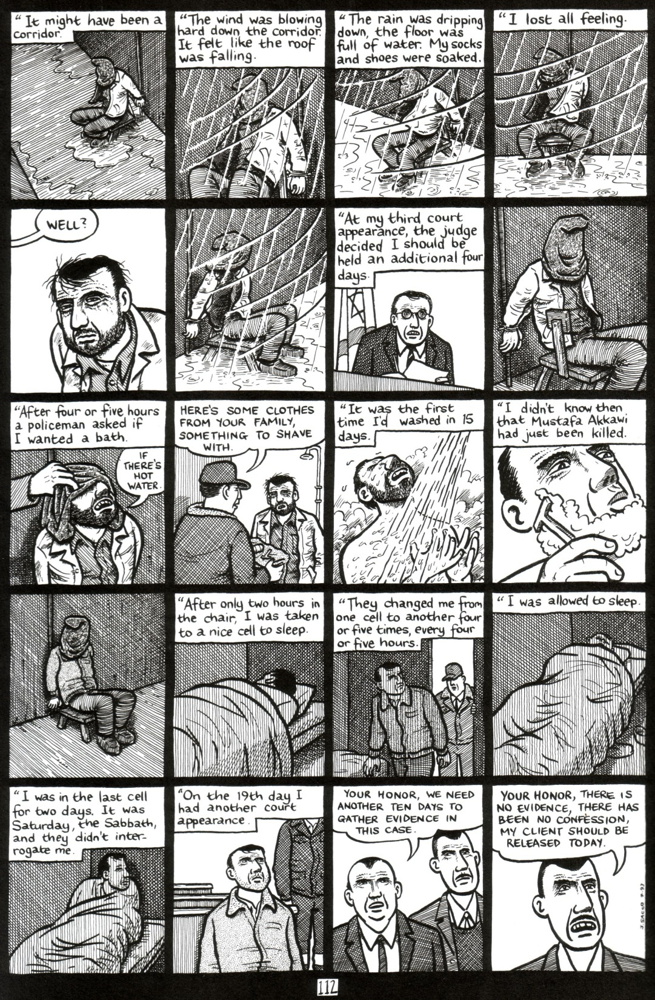 “It might have been a
corridor.
“The wind was blowing
hard down the corridor.
It felt like the roof
was falling.
“The rain was dripping
down, the floor was
full of water. My socks
and shoes were soaked.
“I lost all feeling.
WELL?
“At my third court
appearance, the judge
decided I should be
held an additional four
days.
“After four or five hours
a policeman asked if
I wanted a bath.
IF
THERE'S
HOT
WATER.
HERE'S SOME CLOTHES
FROM YOUR FAMILY,
SOMETHING TO SHAVE
WITH.
“It was the first
time I'd washed in 15
days.
“I didn't know then
that Mustafa Akkawi
had just been killed.
“After only two hours in
the chair, I was taken
to a nice cell to sleep.
“They changed me from
one cell to another four
or five times, every four
or five hours.
“I was allowed to sleep.
“I was in the last cell
for two days. It was
Saturday, the Sabbath,
and they didn't inter-
rogate me.
“On the 19th day I
had another court
appearance.
YOUR HONOR, WE NEED
ANOTHER TEN DAYS TO
GATHER EVIDENCE IN
THIS CASE.
YOUR HONOR, THERE IS
NO EVIDENCE, THERE HAS
BEEN NO CONFESSION,
MY CLIENT SHOULD BE
RELEASED TODAY.
J. SACCO
112